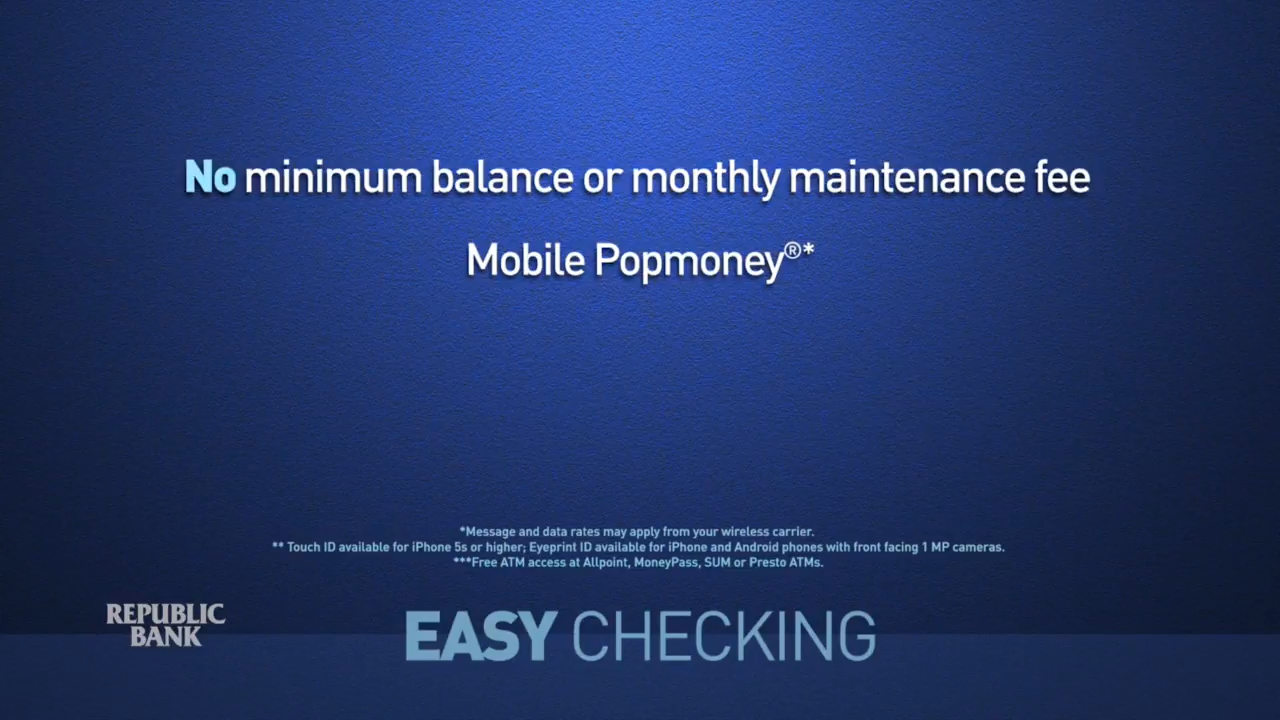 No minimum balance or monthly maintenance fee
Mobile Popmoney®*
*Message and data rates may apply from your wireless carrier.
** Touch ID available for iPhone 5s or higher; Eyeprint ID available for iPhone and Android phones with front facing 1 MP cameras.
***Free ATM access at Allpoint, MoneyPass, SUM or Presto ATMs.
REPUBLIC
BANK
EASY CHECKING